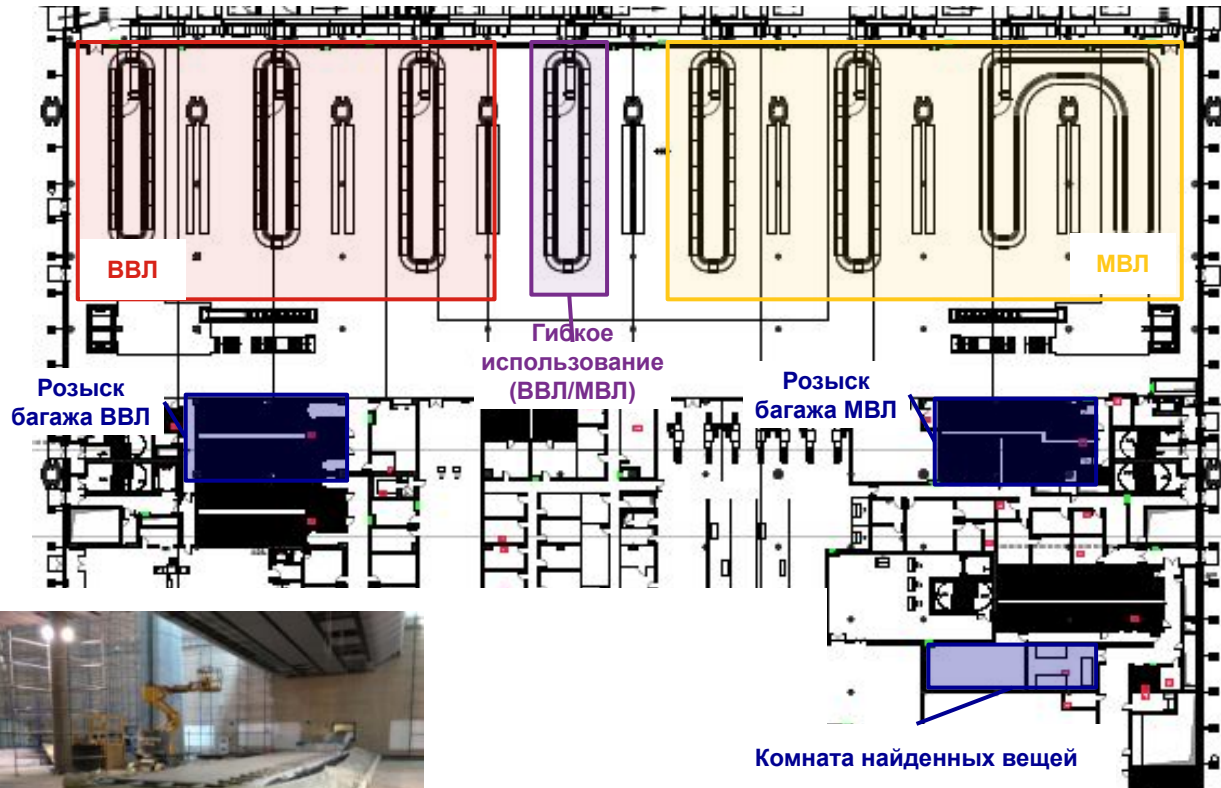 ВВЛ
МВЛ
Гибкое
использование
(ВВЛ/МВЛ)
Розыск
багажа ВВЛ
Розыск
багажа МВЛ
Комната найденных вещей